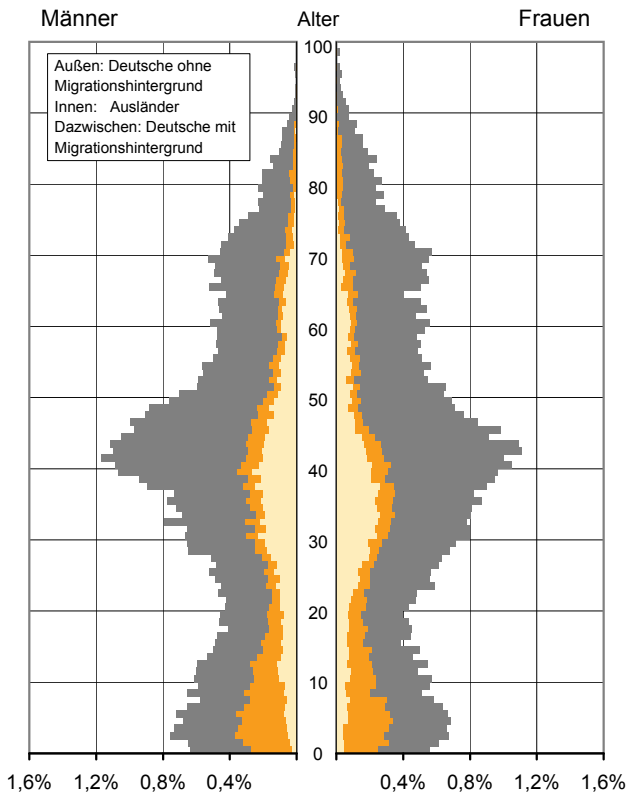 Männer Alter Frauen
Außen: Deutsche ohne
Migrationshintergrund
Innen: Ausländer
Dazwischen: Deutsche mit
Migrationshintergrund
100
90
80
70
60
50
40
30
20
10
0
1,6% 1,2% 0,8% 0,4% 0,4% 0,8% 1,2% 1,6%